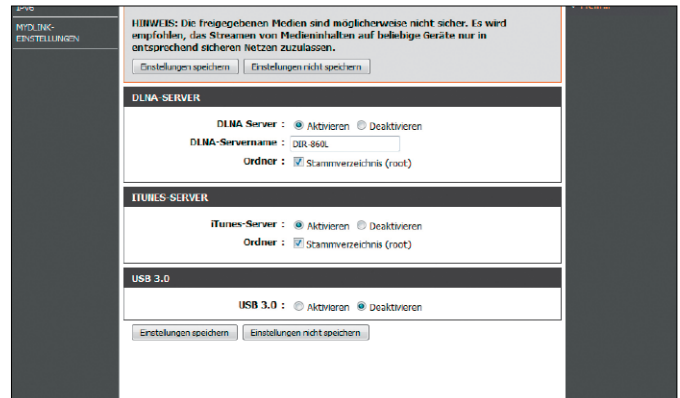 IPv6
MYDLINK-
EINSTELLUNGEN
HINWEIS: Die freigegebenen Medien sind möglicherweise nicht sicher. Es wird
empfohlen, das Streamen von Medieninhalten auf beliebige Geräte nur in
entsprechend sicheren Netzen zuzulassen.
Einstellungen speichern Einstellungen nicht speichern
DLNA-SERVER
DLNA Server : Aktivieren Deaktivieren
DLNA-Servername : DIR-860L
Ordner : Stammverzeichnis (root)
ITUNES-SERVER
iTunes-Server : Aktivieren Deaktivieren
Ordner : Stammverzeichnis (root)
USB 3.0
USB 3.0 : Aktivieren Deaktivieren
Einstellungen speichern Einstellungen nicht speichern